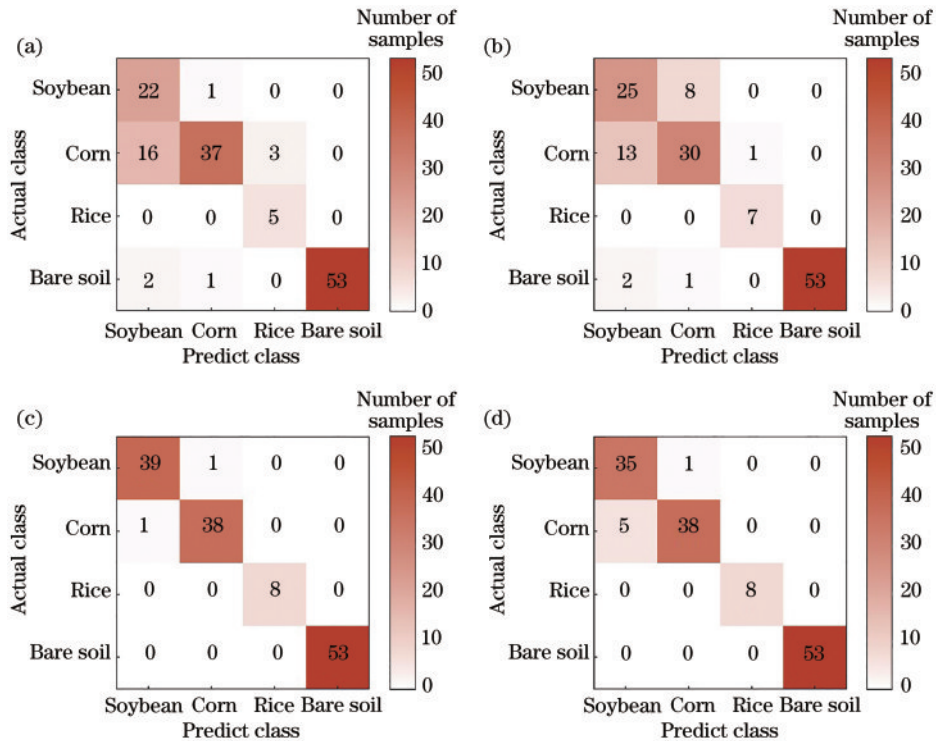 (a)
Number of
samples
Soybean 22 1 0 0
Corn 16 37 3 0
Rice 0 0 5 0
Bare soil 2 1 0 53
Actual class
Soybean Corn Rice Bare soil
Predict class
50
40
30
20
10
0
(b)
Number of
samples
Soybean 25 8 0 0
Corn 13 30 1 0
Rice 0 0 7 0
Bare soil 2 1 0 53
Actual class
Soybean Corn Rice Bare soil
Predict class
50
40
30
20
10
0
(c)
Number of
samples
Soybean 39 1 0 0
Corn 1 38 0 0
Rice 0 0 8 0
Bare soil 0 0 0 53
Actual class
Soybean Corn Rice Bare soil
Predict class
50
40
30
20
10
0
(d)
Number of
samples
Soybean 35 1 0 0
Corn 5 38 0 0
Rice 0 0 8 0
Bare soil 0 0 0 53
Actual class
Soybean Corn Rice Bare soil
Predict class
50
40
30
20
10
0